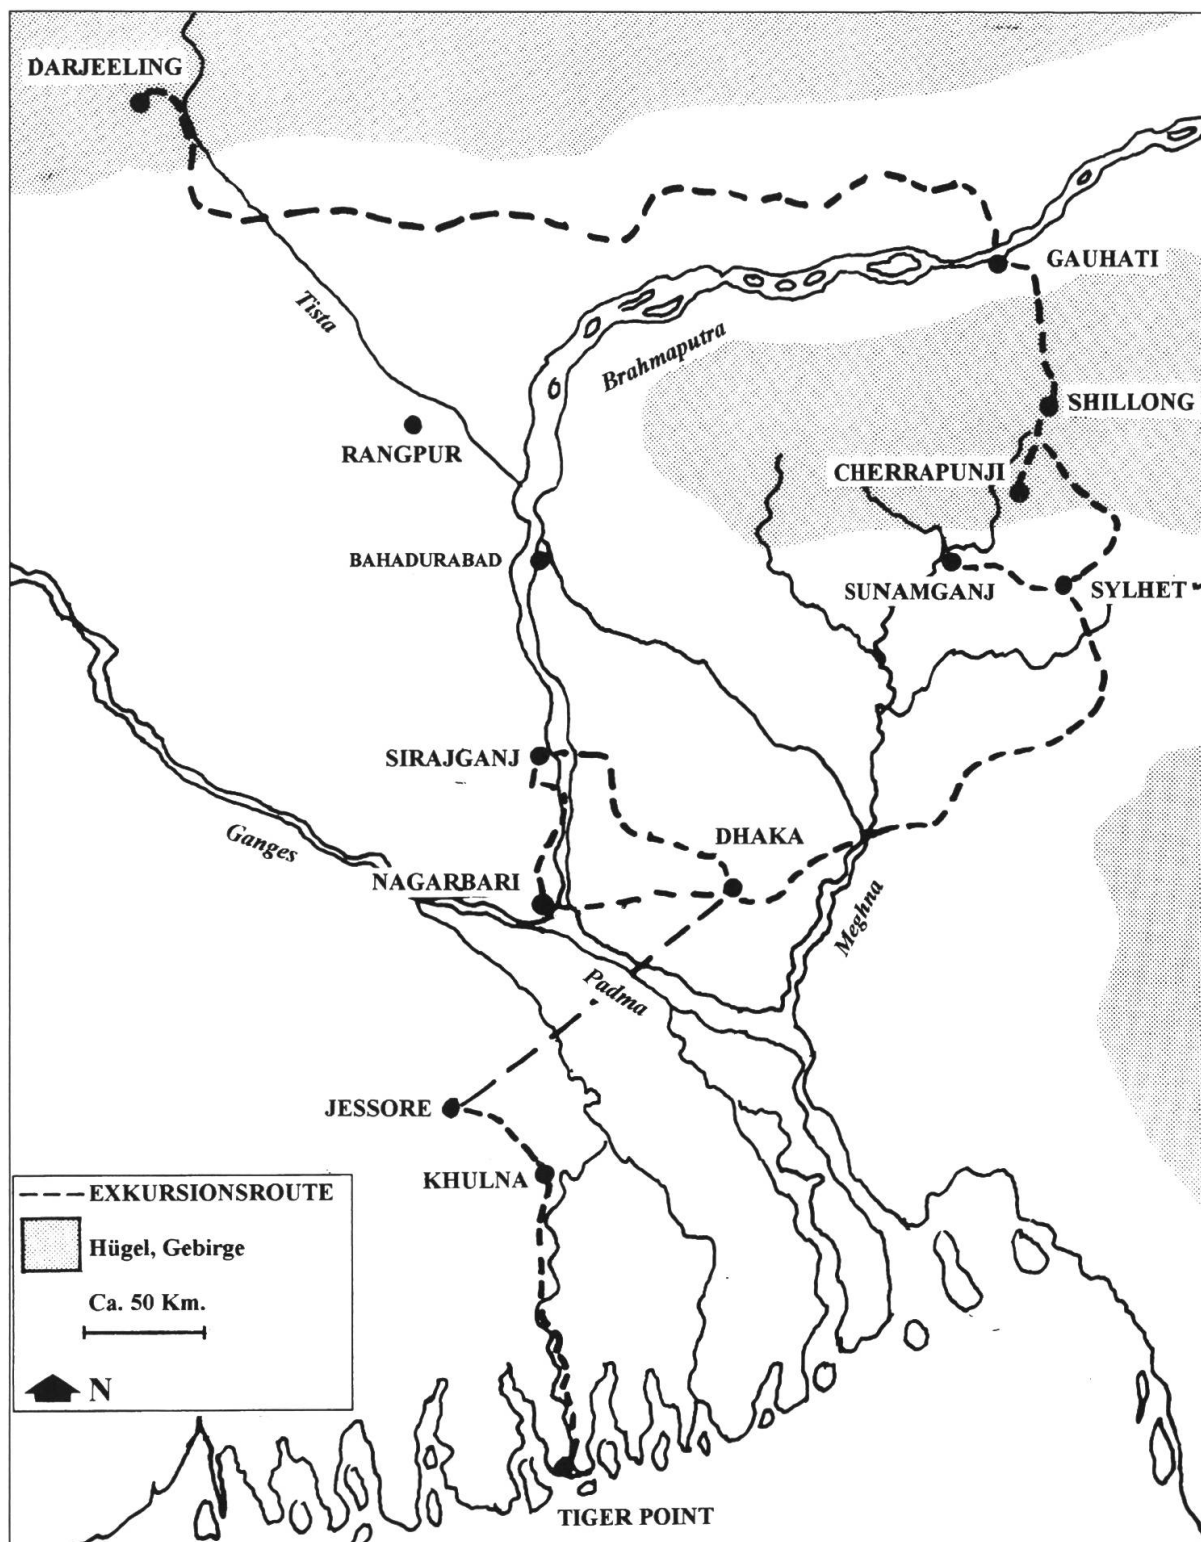 DARJEELING
GAUHATI
Tista
Brahmaputra
SHILLONG
RANGPUR
CHERRAPUNJI
BAHADURABAD
SUNAMGANJ
SYLHET
SIRAJGANJ
Ganges
DHAKA
NAGARBARI
Meghna
Padma
JESSORE
KHULNA
EXKURSIONSROUTE
Hügel, Gebirge
Ca. 50 Km.
N
TIGER POINT